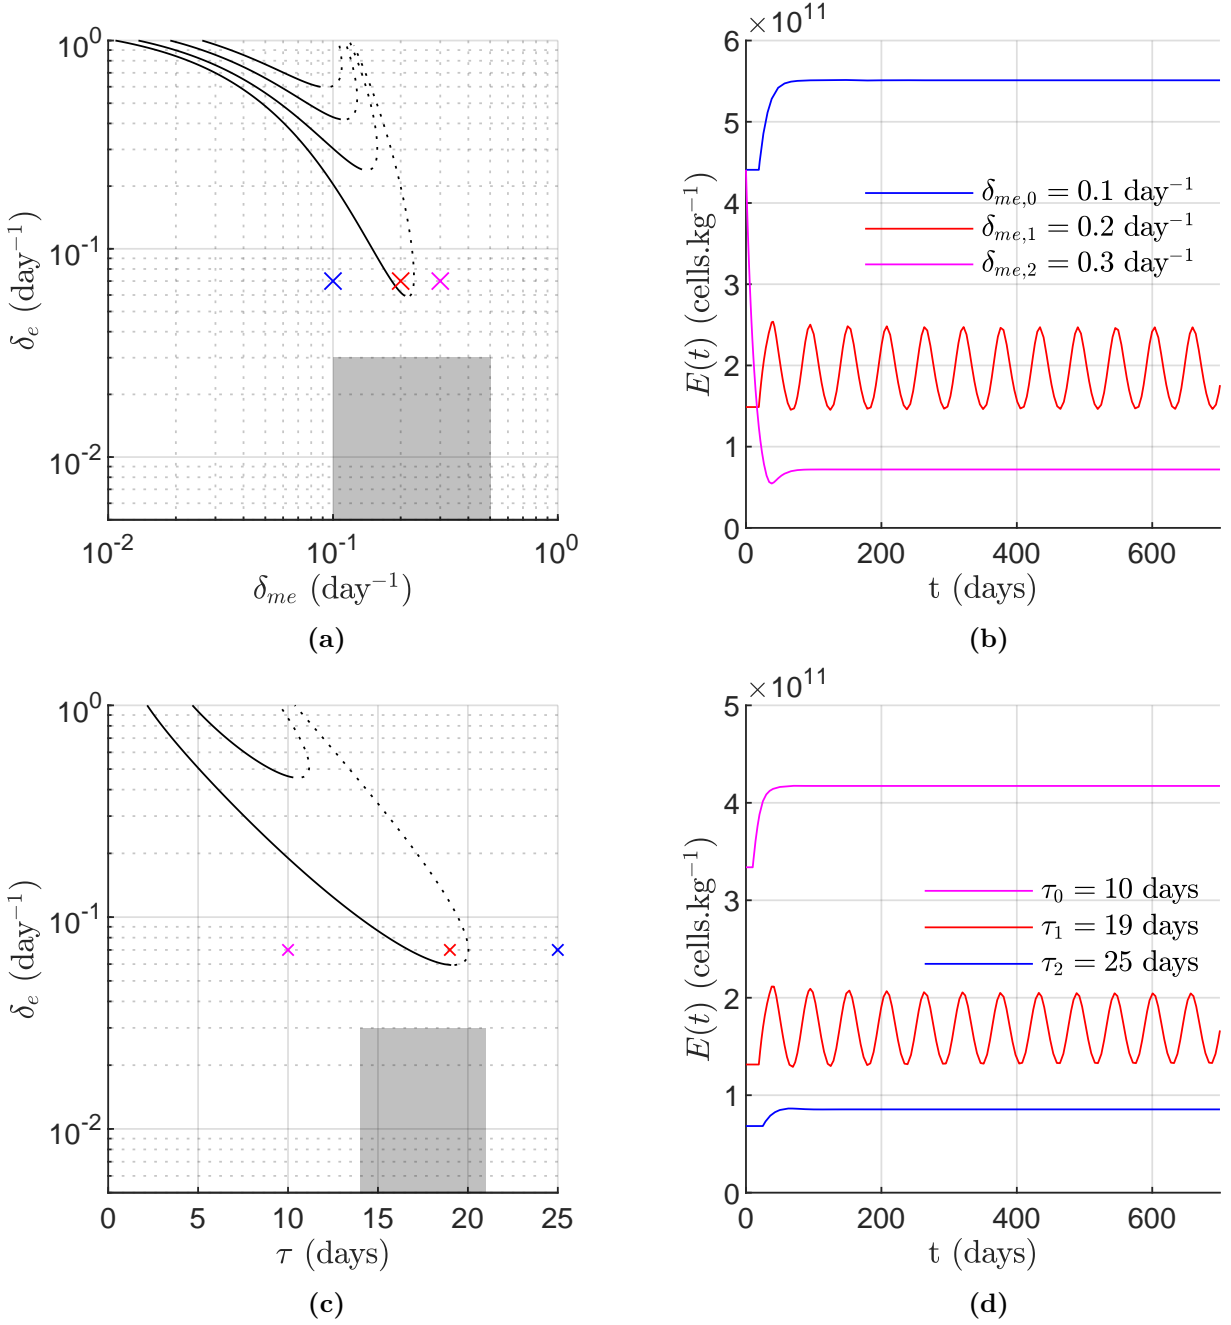 10^0
10^-1
10^-2
10^-2 10^-1 10^0
δ_e (day^−1)
δ_me (day^−1)
(a)
×10^11
6
5
4
3
2
1
0
0 200 400 600
E(t) (cells.kg^−1)
δ_me,0 = 0.1 day^−1
δ_me,1 = 0.2 day^−1
δ_me,2 = 0.3 day^−1
t (days)
(b)
10^0
10^-1
10^-2
0 5 10 15 20 25
δ_e (day^−1)
τ (days)
(c)
×10^11
5
4
3
2
1
0
0 200 400 600
E(t) (cells.kg^−1)
τ_0 = 10 days
τ_1 = 19 days
τ_2 = 25 days
t (days)
(d)